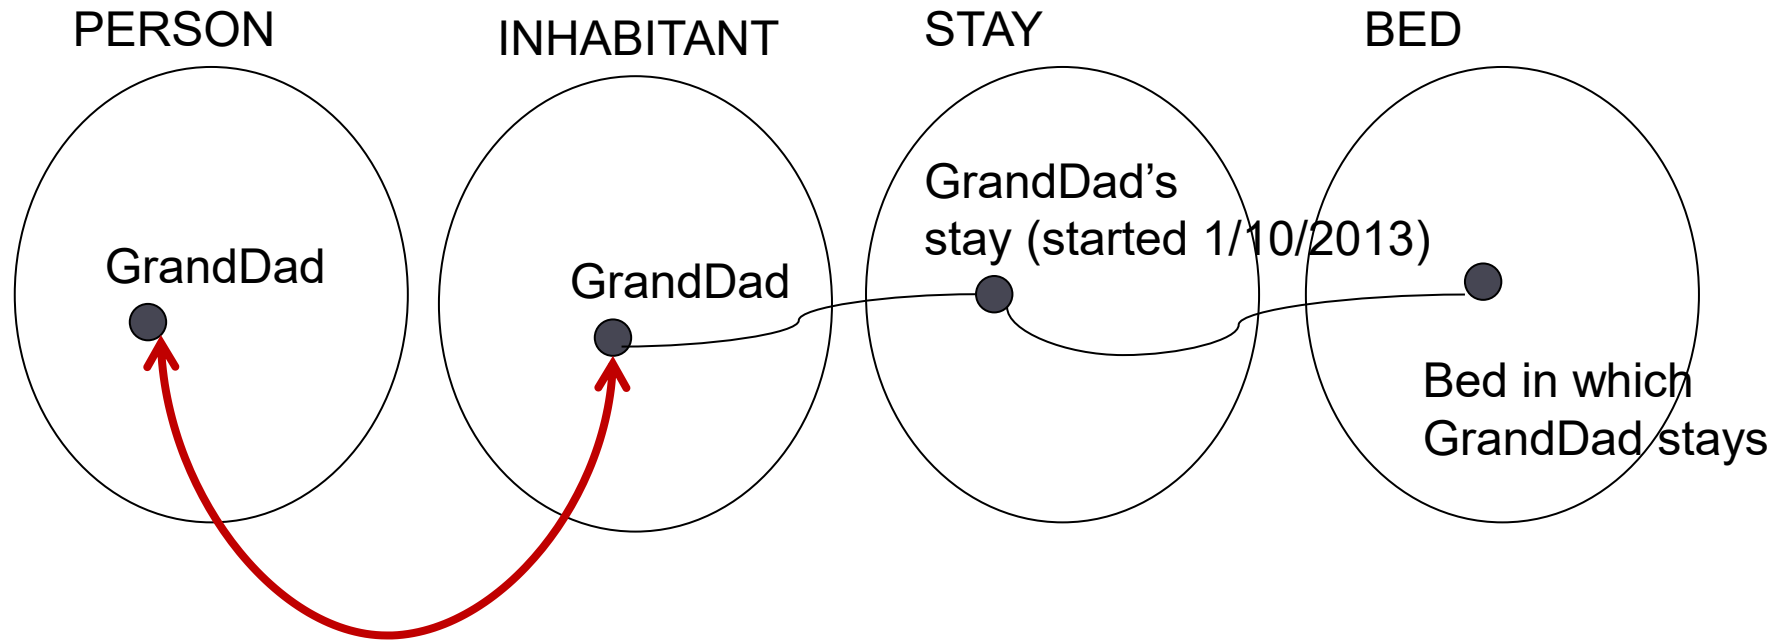 PERSON
INHABITANT
STAY
BED
GrandDad
GrandDad
GrandDad’s
stay (started 1/10/2013)
Bed in which
GrandDad stays